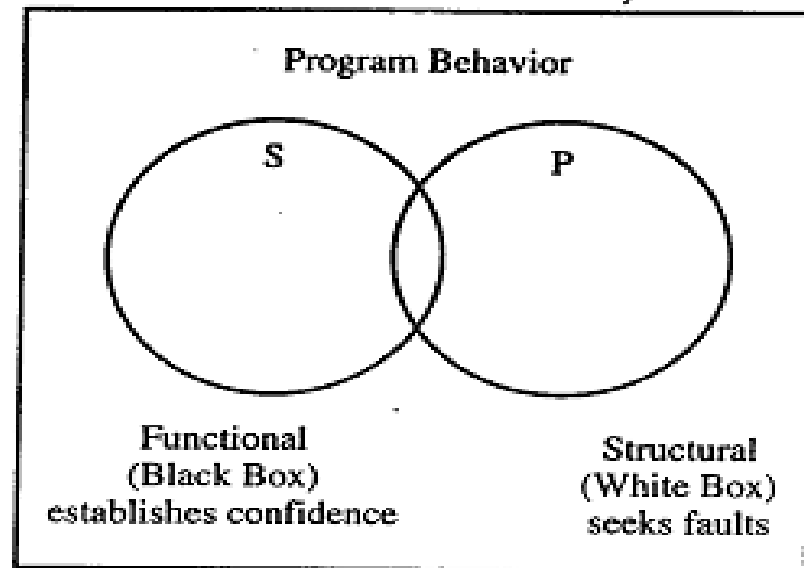 Program Behavior
S
P
Functional
(Black Box)
establishes confidence
Structural
(White Box)
seeks faults